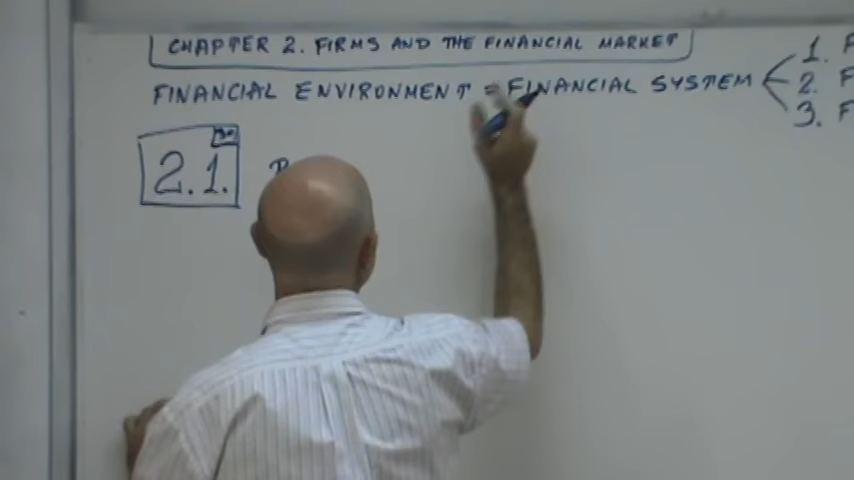 CHAPTER 2. FIRMS AND THE FINANCIAL MARKET
FINANCIAL ENVIRONMENT = FINANCIAL SYSTEM
1. F
2. F
3. F
2.1.